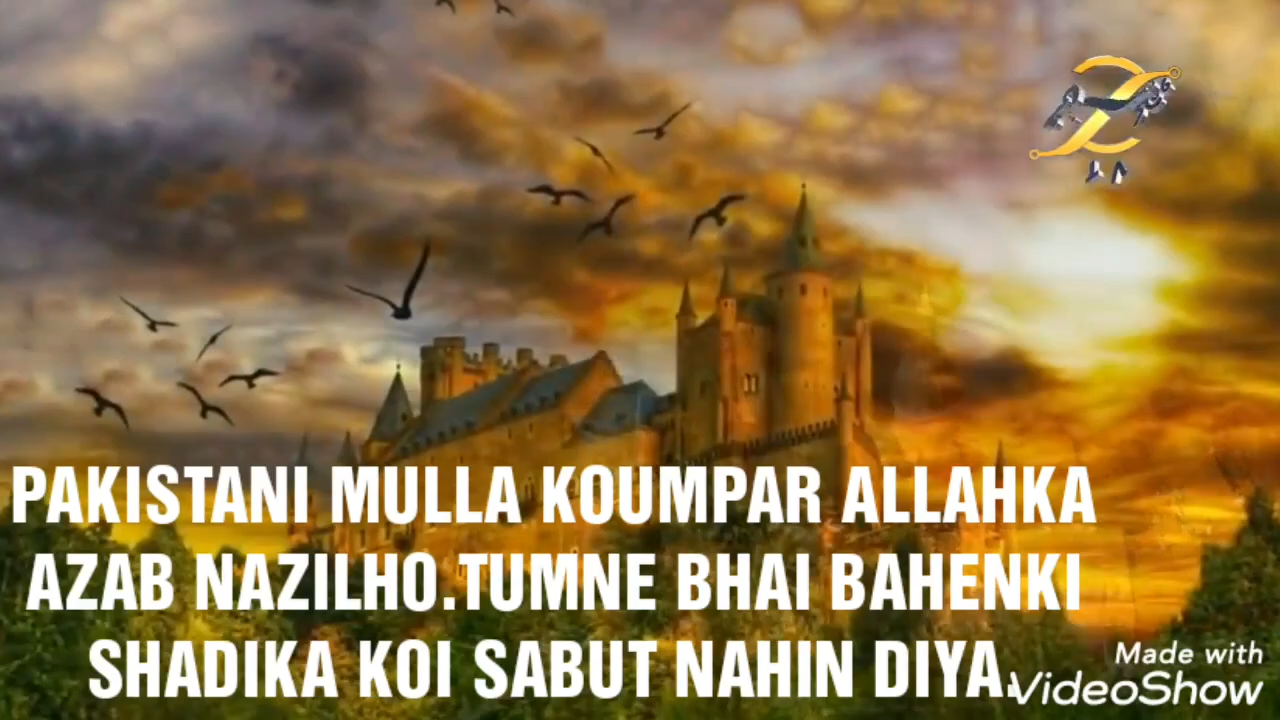 PAKISTANI MULLA KOUMPAR ALLAHKA
AZAB NAZILHO.TUMNE BHAI BAHENKI
SHADIKA KOI SABUT NAHIN DIYA.
Made with
VideoShow